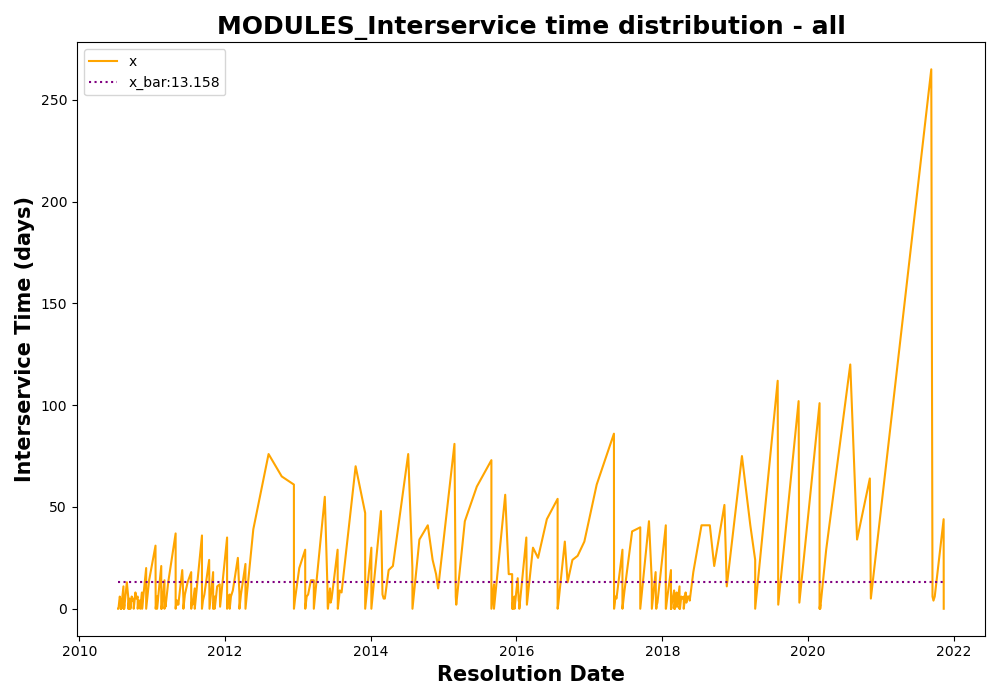 MODULES_Interservice time distribution - all
x
x_bar:13.158
Interservice Time (days)
250
200
150
100
50
0
2010
2012
2014
2016
2018
2020
2022
Resolution Date